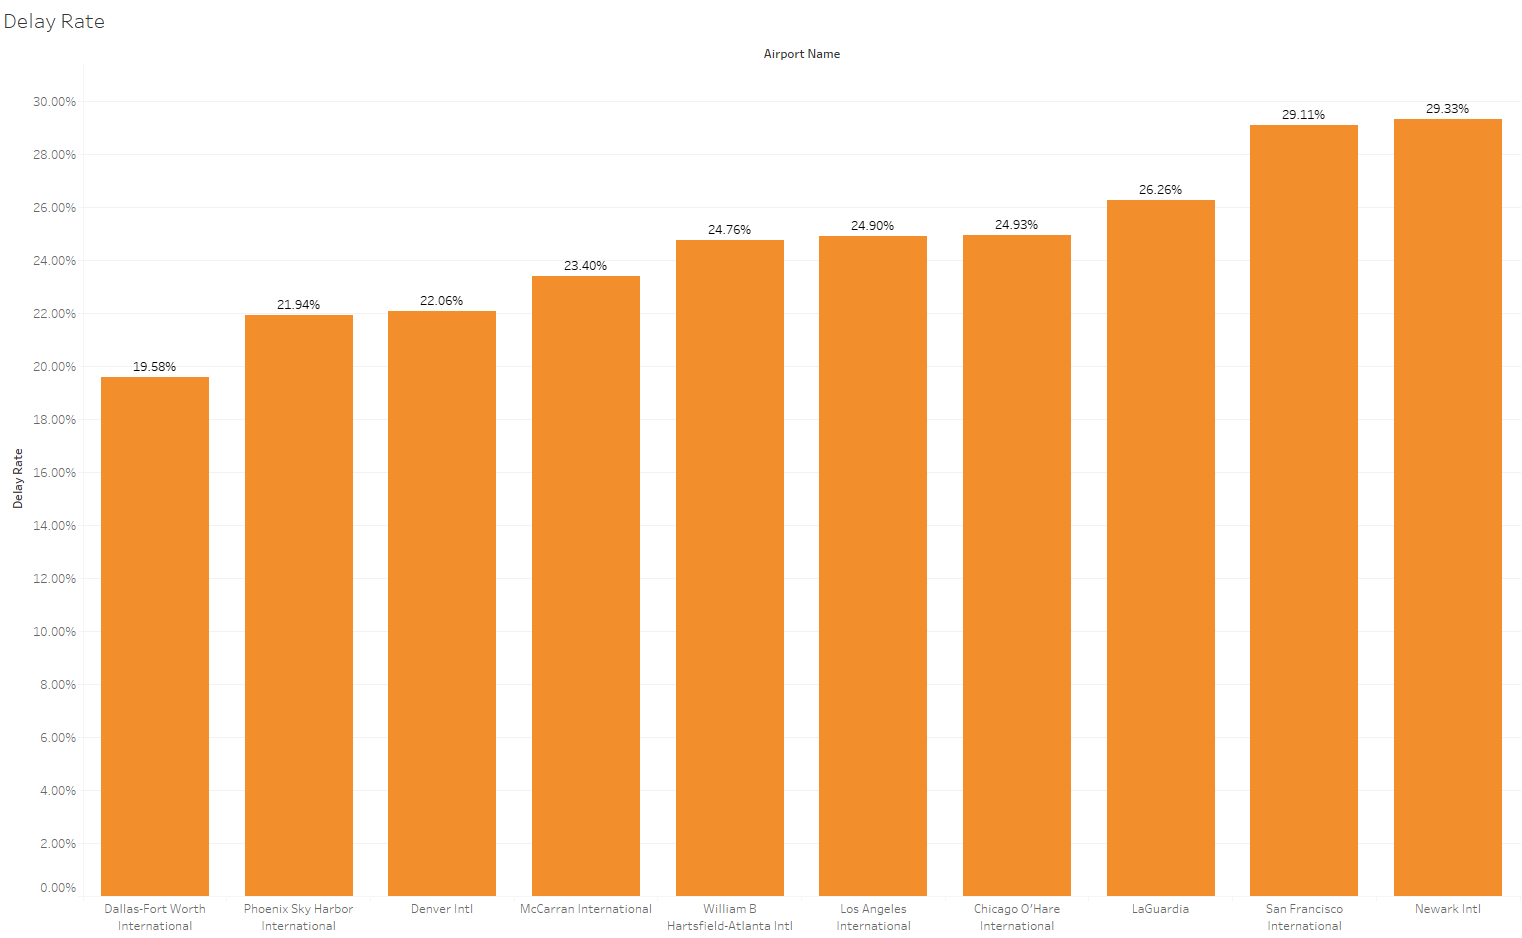 Delay Rate
Airport Name
30.00%
28.00%
26.00%
24.00%
22.00%
20.00%
18.00%
16.00%
14.00%
12.00%
10.00%
8.00%
6.00%
4.00%
2.00%
0.00%
Delay Rate
19.58%
21.94%
22.06%
23.40%
24.76%
24.90%
24.93%
26.26%
29.11%
29.33%
Dallas-Fort Worth
International
Phoenix Sky Harbor
International
Denver Intl
McCarran International
William B
Hartsfield-Atlanta Intl
Los Angeles
International
Chicago O'Hare
International
LaGuardia
San Francisco
International
Newark Intl